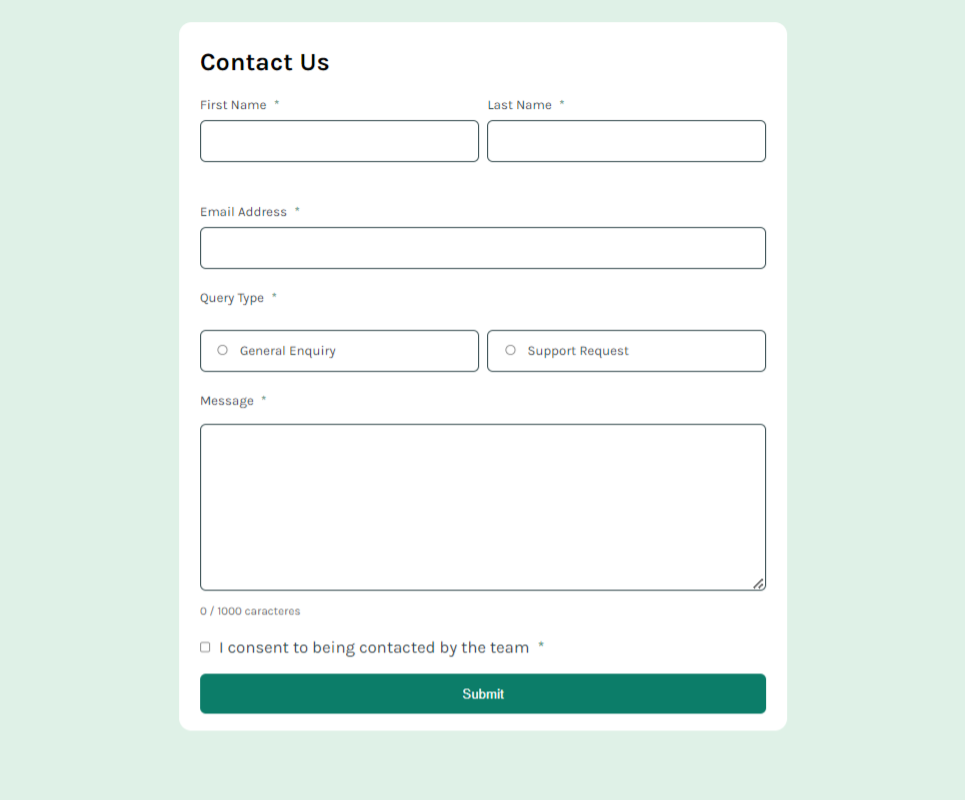 Contact Us
First Name *
Last Name *
Email Address *
Query Type *
General Enquiry
Support Request
Message *
0 / 1000 caracteres
I consent to being contacted by the team *
Submit